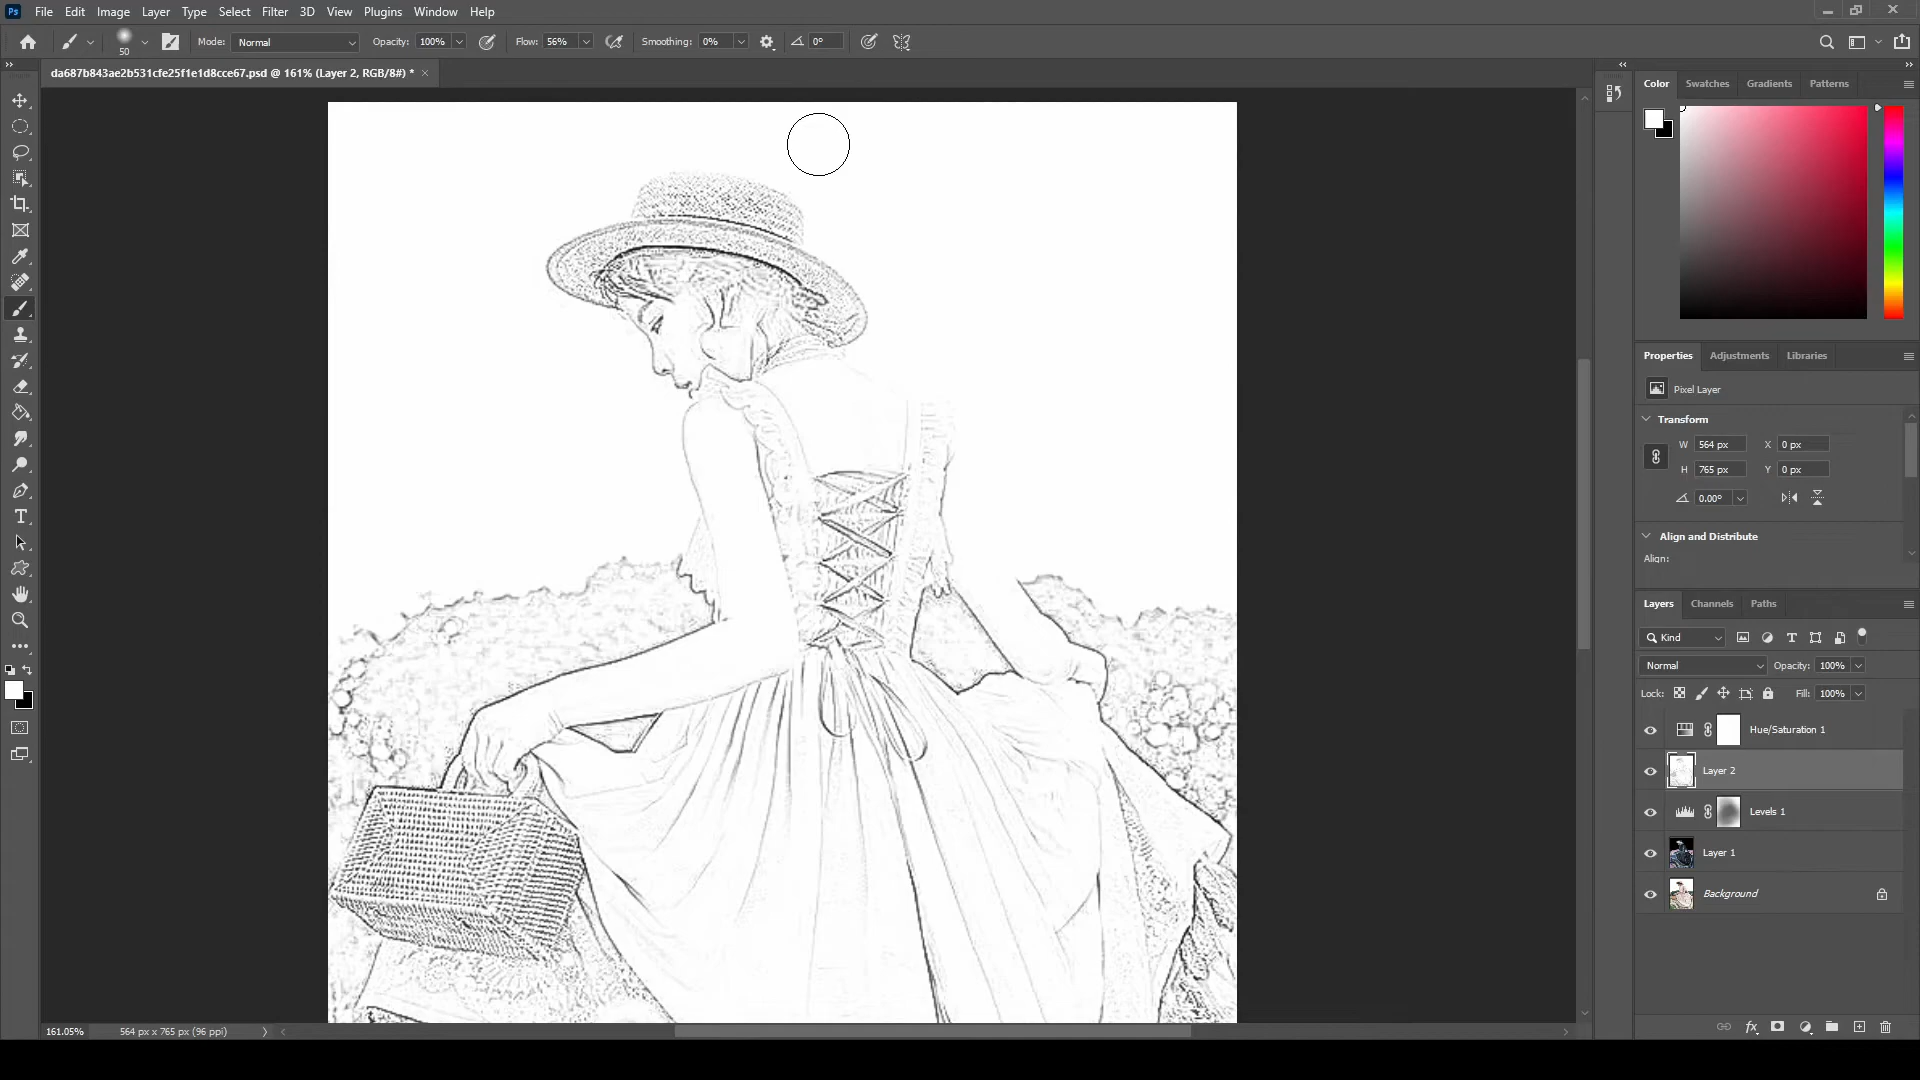 Ps File Edit Image Layer Type Select Filter 3D View Plugins Window Help
50 Mode: Normal Opacity: 100% Flow: 56% Smoothing: 0% 0°
da687b843ae2b531cfe25f1e1d8cce67.psd @ 161% (Layer 2, RGB/8#) *
Color Swatches Gradients Patterns
Properties Adjustments Libraries
Pixel Layer
Transform
W 564 px X 0 px
H 765 px Y 0 px
0.00°
Align and Distribute
Align:
Layers Channels Paths
Kind
Normal Opacity: 100%
Lock: Fill: 100%
Hue/Saturation 1
Layer 2
Levels 1
Layer 1
Background
161.05% 564 px x 765 px (96 ppi)